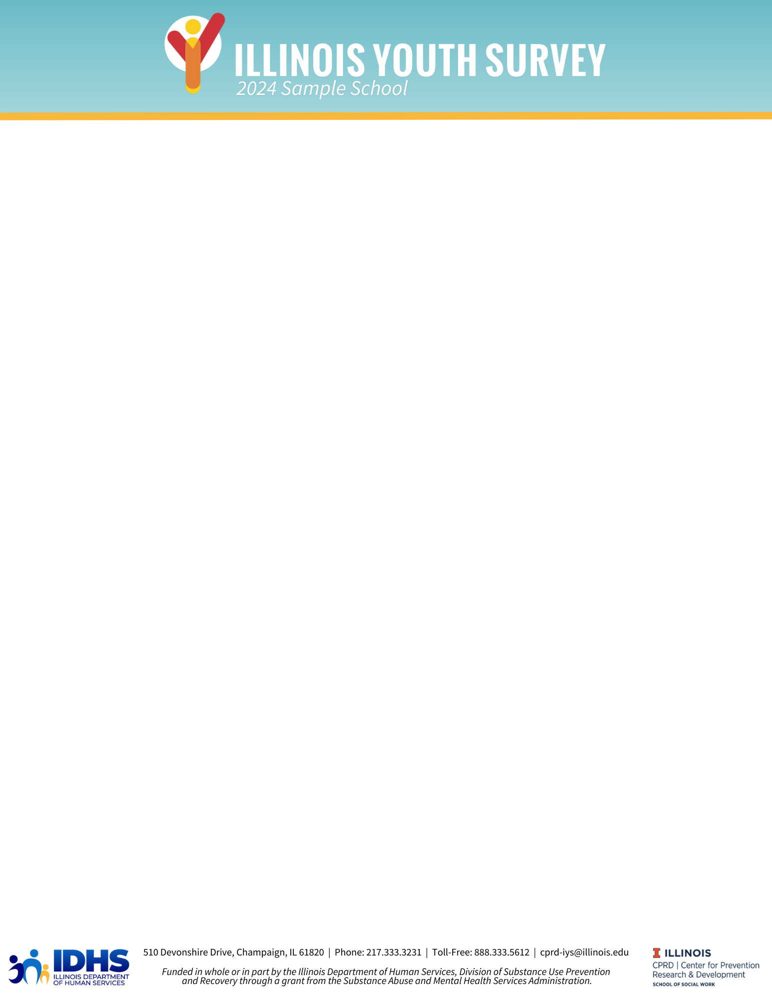 ILLINOIS YOUTH SURVEY
2024 Sample School
IDHS
ILLINOIS DEPARTMENT
OF HUMAN SERVICES
510 Devonshire Drive, Champaign, IL 61820 | Phone: 217.333.3231 | Toll-Free: 888.333.5612 | cprd-iys@illinois.edu
Funded in whole or in part by the Illinois Department of Human Services, Division of Substance Use Prevention
and Recovery through a grant from the Substance Abuse and Mental Health Services Administration.
I ILLINOIS
CPRD | Center for Prevention
Research & Development
SCHOOL OF SOCIAL WORK